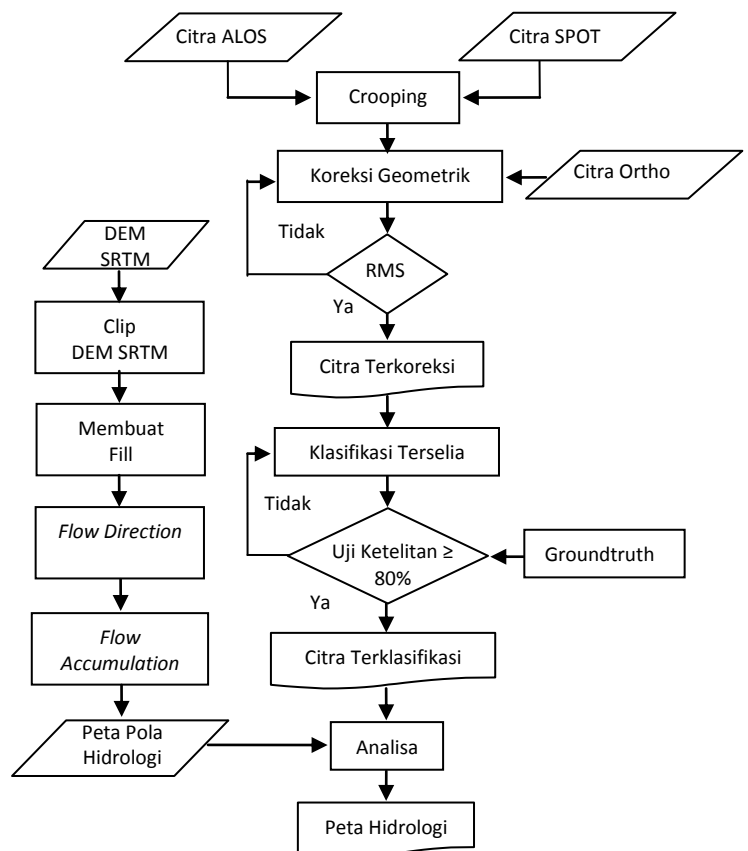 Citra ALOS
Citra SPOT
Crooping
Koreksi Geometrik
Citra Ortho
Tidak
DEM
SRTM
RMS
Ya
Clip
DEM SRTM
Citra Terkoreksi
Membuat
Fill
Klasifikasi Terselia
Tidak
Flow Direction
Uji Ketelitan ≥
80%
Groundtruth
Ya
Flow
Accumulation
Citra Terklasifikasi
Peta Pola
Hidrologi
Analisa
Peta Hidrologi